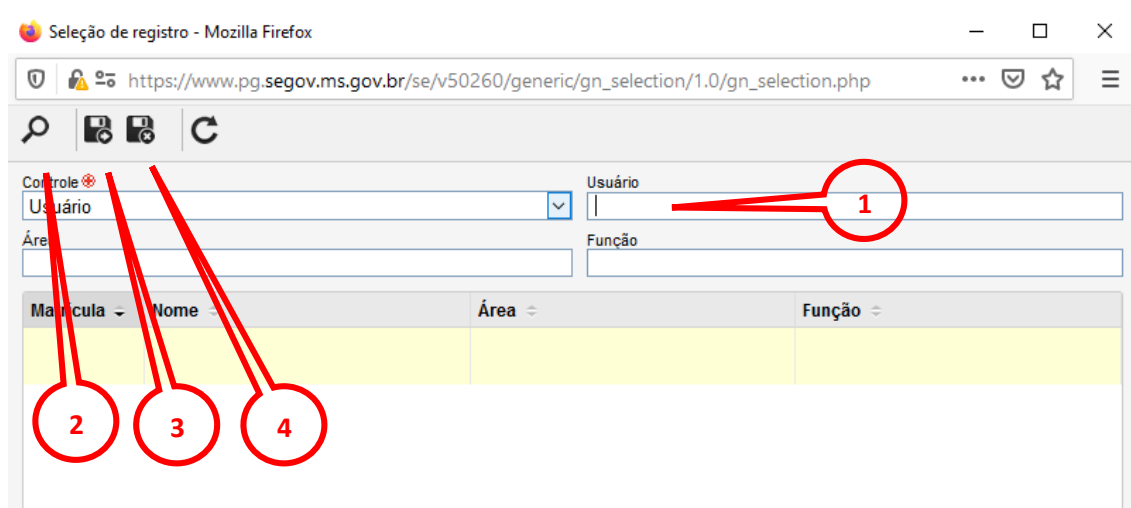 Seleção de registro - Mozilla Firefox
https://www.pg.segov.ms.gov.br/se/v50260/generic/gn_selection/1.0/gn_selection.php
Controle
Usuário
Usuário
1
Área
Função
Matrícula
Nome
Área
Função
2
3
4